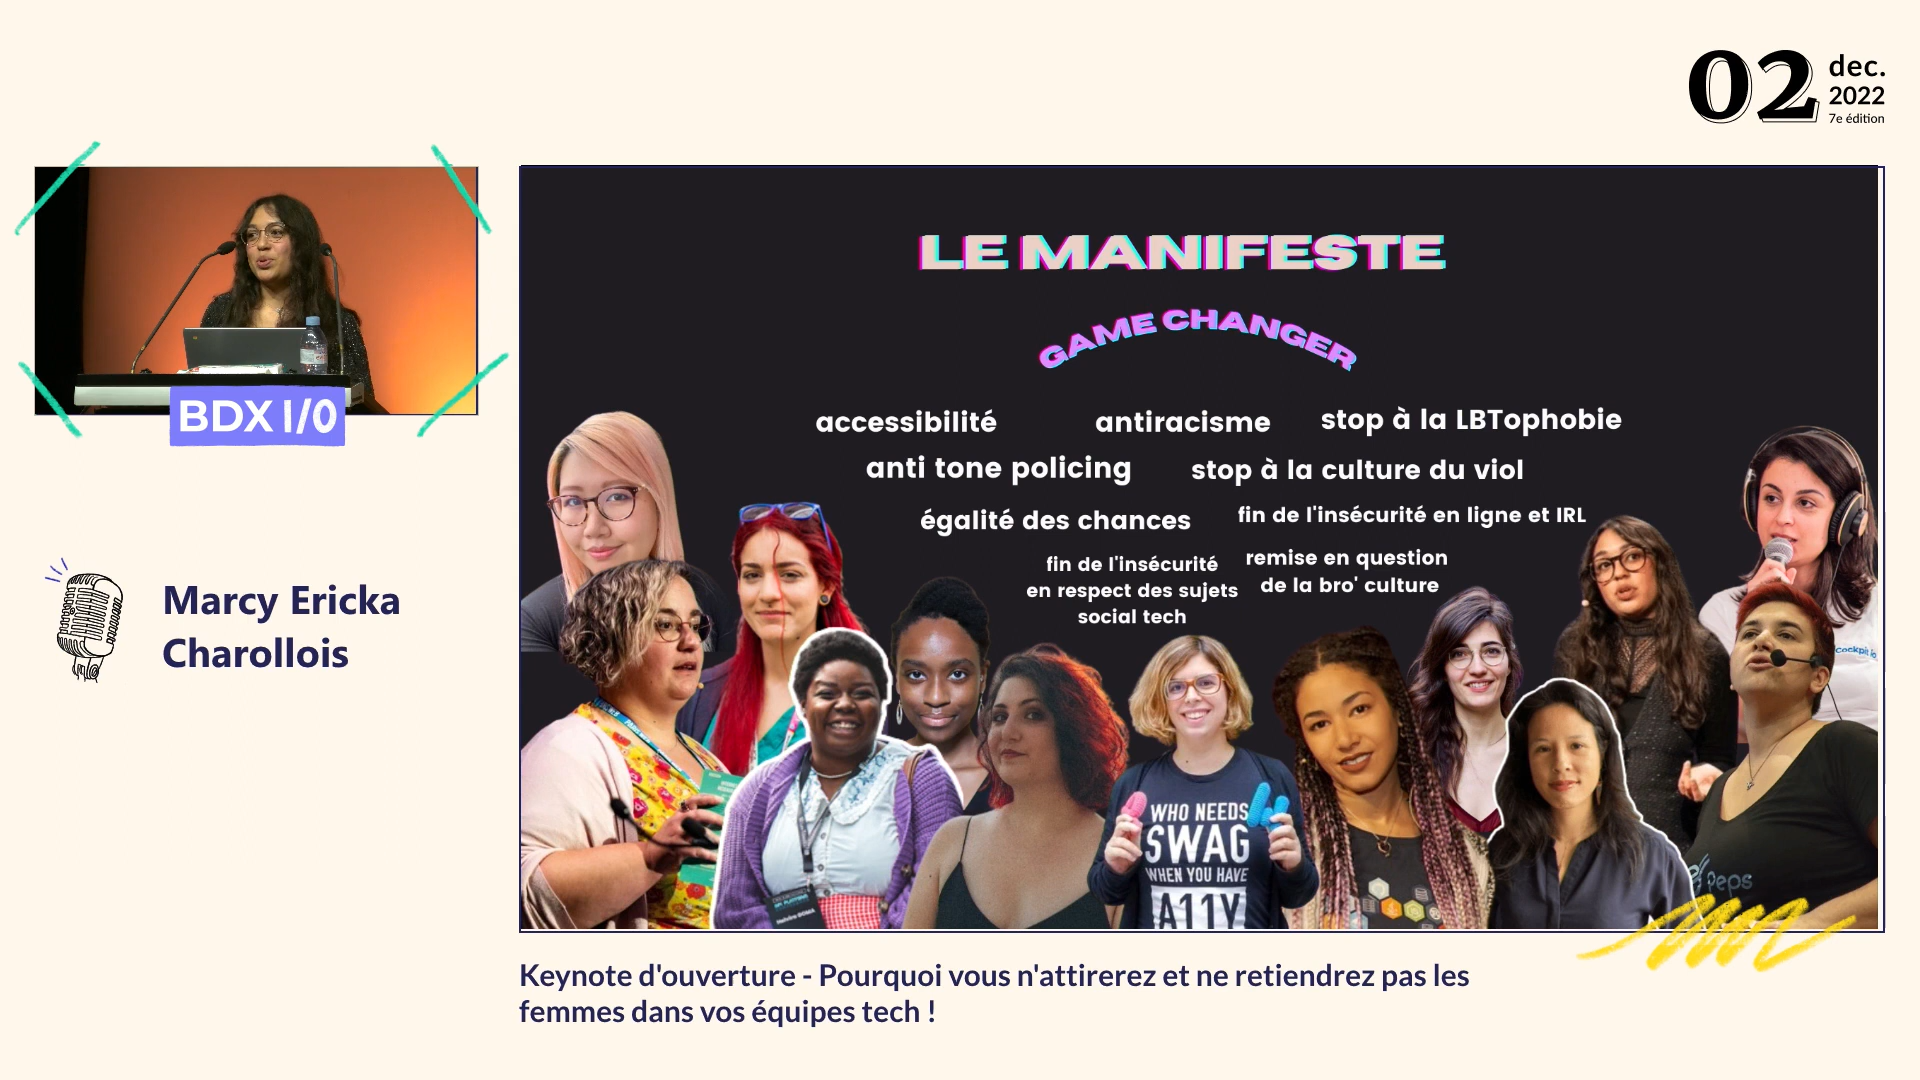 02
dec.
2022
7e édition
BDX I/O
Marcy Ericka
Charollois
LE MANIFESTE
GAME CHANGER
accessibilité
antiracisme
stop à la LBTophobie
anti tone policing
stop à la culture du viol
égalité des chances
fin de l'insécurité en ligne et IRL
fin de l'insécurité
en respect des sujets
social tech
remise en question
de la bro' culture
Cockpit io
WHO NEEDS
SWAG
WHEN YOU HAVE
A11Y
Peps
Keynote d'ouverture - Pourquoi vous n'attirerez et ne retiendrez pas les
femmes dans vos équipes tech !